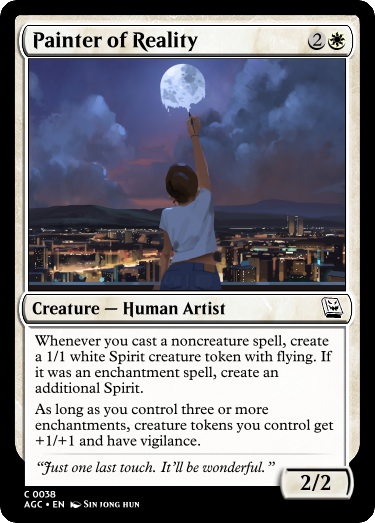 Painter of Reality 2
Creature — Human Artist
Whenever you cast a noncreature spell, create
a 1/1 white Spirit creature token with flying. If
it was an enchantment spell, create an
additional Spirit.
As long as you control three or more
enchantments, creature tokens you control get
+1/+1 and have vigilance.
“Just one last touch. It’ll be wonderful.”
2/2
C 0038
AGC • EN Sin jong hun